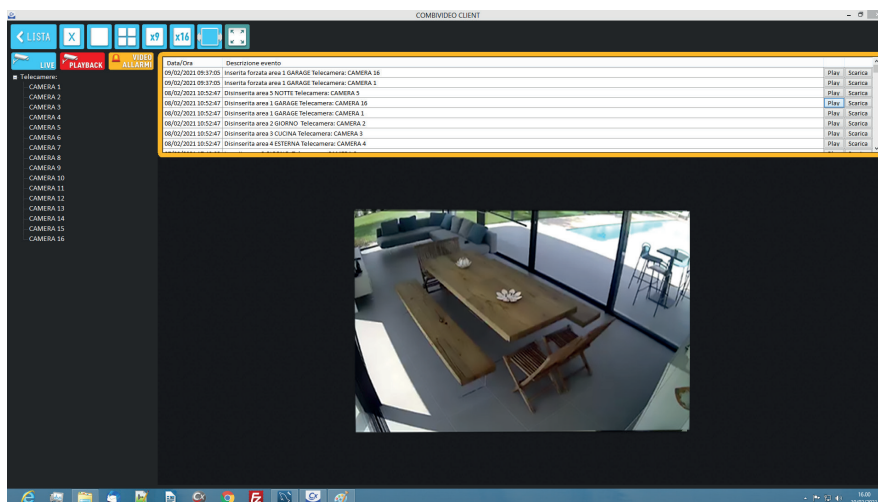 COMBIVIDEO CLIENT
LISTA X x9 x16
LIVE PLAYBACK VIDEO ALLARMI
Data/Ora Descrizione evento
09/02/2021 09:37:05 Inserita forzata area 1 GARAGE Telecamera: CAMERA 16 Play Scarica
09/02/2021 09:37:05 Inserita forzata area 1 GARAGE Telecamera: CAMERA 1 Play Scarica
08/02/2021 10:52:47 Disinserita area 5 NOTTE Telecamera: CAMERA 5 Play Scarica
08/02/2021 10:52:47 Disinserita area 1 GARAGE Telecamera: CAMERA 16 Play Scarica
08/02/2021 10:52:47 Disinserita area 1 GARAGE Telecamera: CAMERA 1 Play Scarica
08/02/2021 10:52:47 Disinserita area 2 GIORNO Telecamera: CAMERA 2 Play Scarica
08/02/2021 10:52:47 Disinserita area 3 CUCINA Telecamera: CAMERA 3 Play Scarica
08/02/2021 10:52:47 Disinserita area 4 ESTERNA Telecamera: CAMERA 4 Play Scarica
Telecamere:
CAMERA 1
CAMERA 2
CAMERA 3
CAMERA 4
CAMERA 5
CAMERA 6
CAMERA 7
CAMERA 8
CAMERA 9
CAMERA 10
CAMERA 11
CAMERA 12
CAMERA 13
CAMERA 14
CAMERA 15
CAMERA 16
16.00